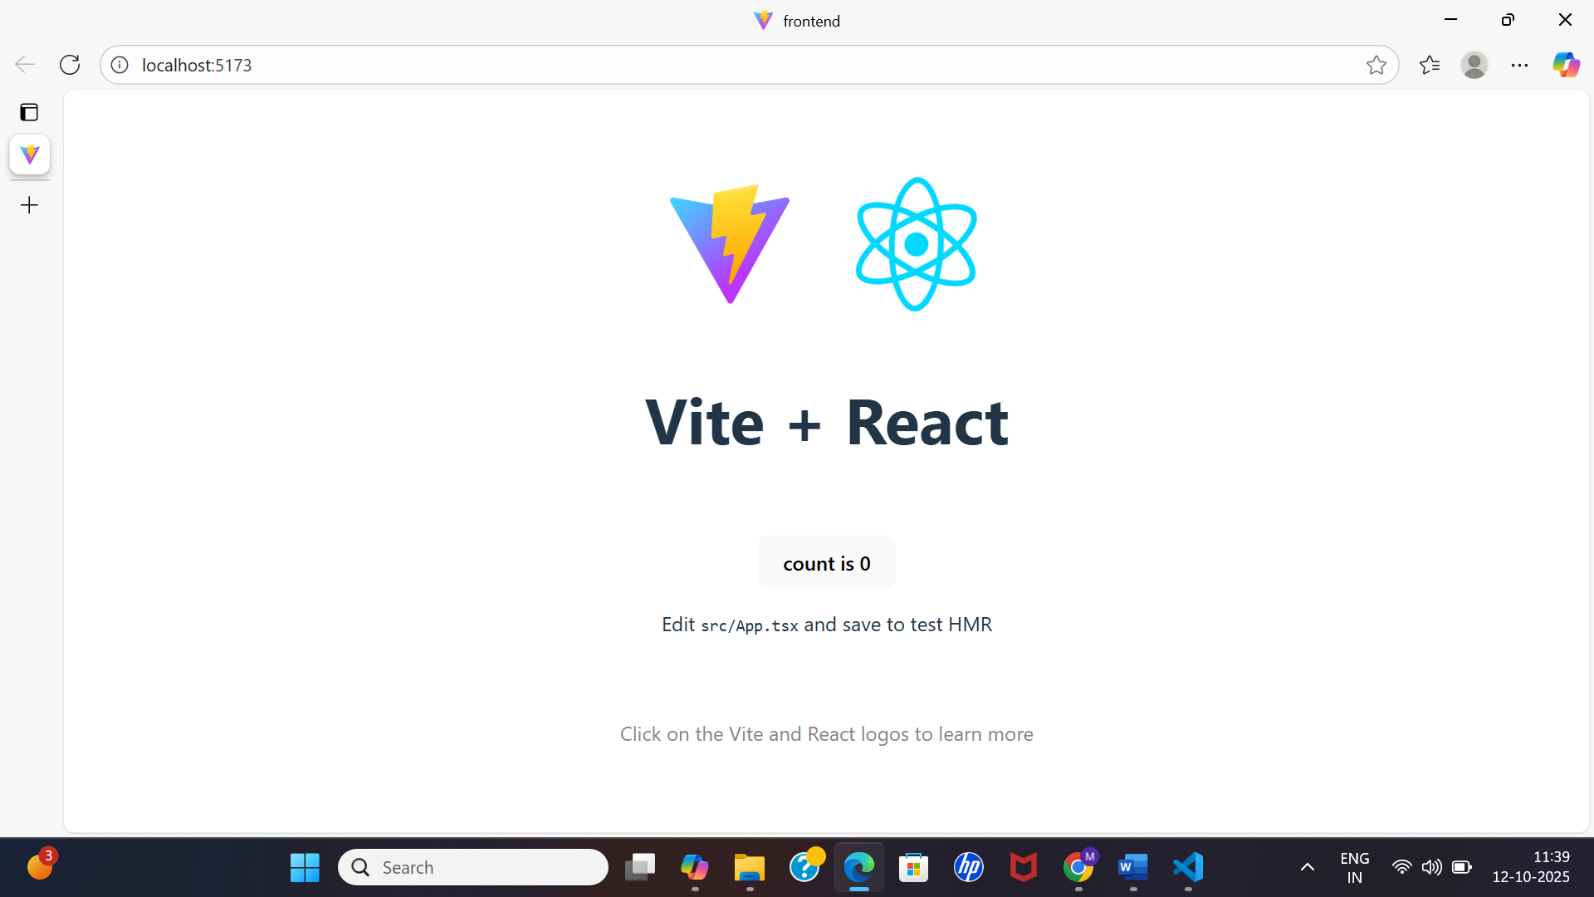 frontend
localhost:5173
Vite + React
count is 0
Edit src/App.tsx and save to test HMR
Click on the Vite and React logos to learn more
3
Search
?
hp
M
W
ENG
IN
11:39
12-10-2025